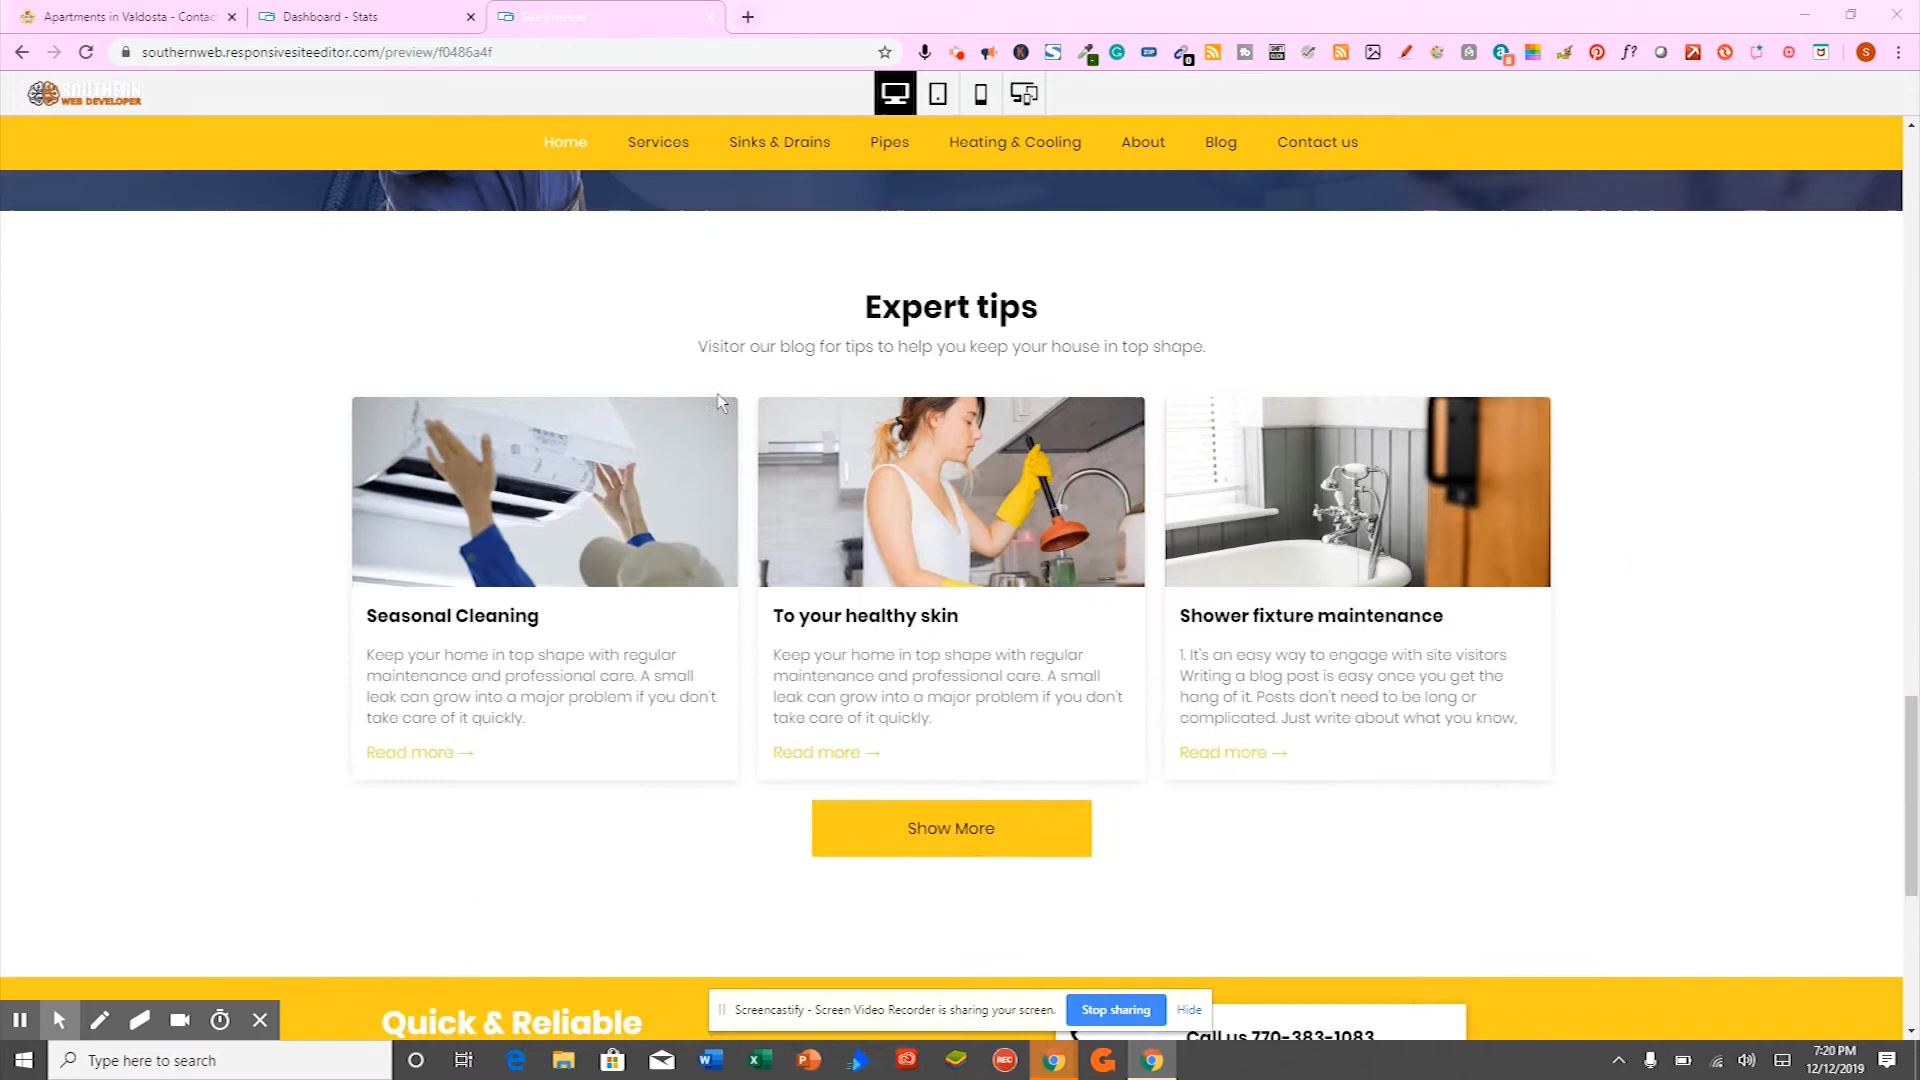 Apartments in Valdosta - Contac
Dashboard - Stats
Site Preview
southernweb.responsivesiteeditor.com/preview/f0486a4f
SOUTHERN
WEB DEVELOPER
Home
Services
Sinks & Drains
Pipes
Heating & Cooling
About
Blog
Contact us
Expert tips
Visitor our blog for tips to help you keep your house in top shape.
Seasonal Cleaning
Keep your home in top shape with regular
maintenance and professional care. A small
leak can grow into a major problem if you don't
take care of it quickly.
Read more →
To your healthy skin
Keep your home in top shape with regular
maintenance and professional care. A small
leak can grow into a major problem if you don't
take care of it quickly.
Read more →
Shower fixture maintenance
1. It's an easy way to engage with site visitors
Writing a blog post is easy once you get the
hang of it. Posts don't need to be long or
complicated. Just write about what you know,
Read more →
Show More
Quick & Reliable
Call us 770-383-1083
Screencastify - Screen Video Recorder is sharing your screen.
Stop sharing
Hide
Type here to search
REC
7:20 PM
12/12/2019